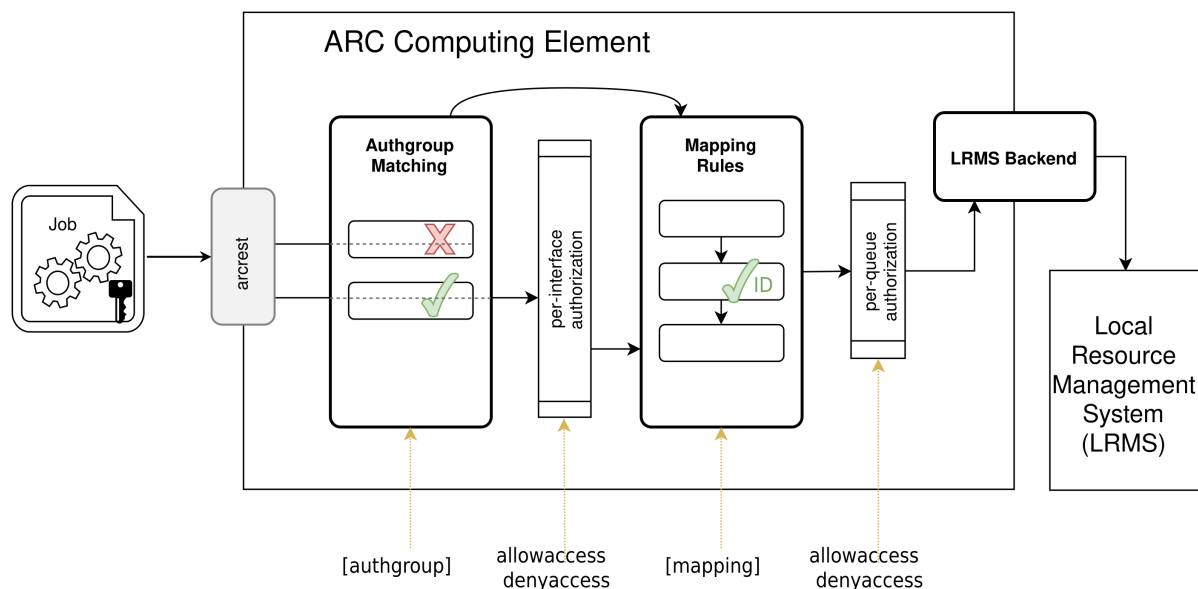 ARC Computing Element
Job
arcrest
Authgroup
Matching
per-interface
authorization
Mapping
Rules
ID
per-queue
authorization
LRMS Backend
Local
Resource
Management
System
(LRMS)
[authgroup]
allowaccess
denyaccess
[mapping]
allowaccess
denyaccess